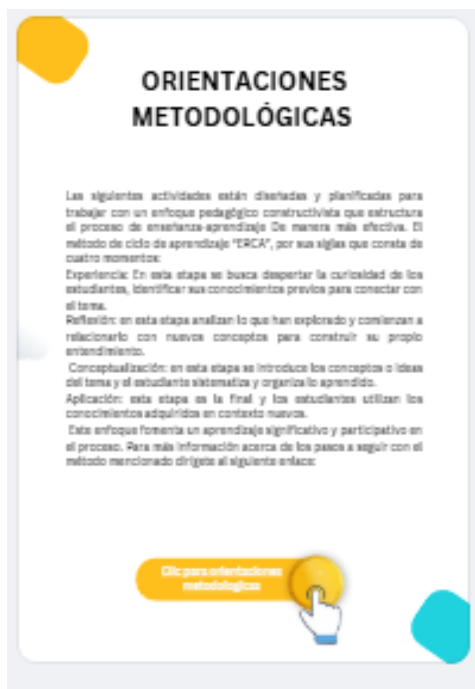 ORIENTACIONES
METODOLÓGICAS
Las siguientes actividades están diseñadas y planificadas para
trabajar con un enfoque pedagógico constructivista que estructura
el proceso de enseñanza-aprendizaje De manera más efectiva. El
método de ciclo de aprendizaje "ERCA", por sus siglas que consta de
cuatro momentos:
Experiencia: En esta etapa se busca despertar la curiosidad de los
estudiantes, identificar sus conocimientos previos para conectar con
el tema.
Reflexión: en esta etapa analizan lo que han explorado y comienzan a
relacionarlo con nuevos conceptos para construir su propio
entendimiento.
Conceptualización: en esta etapa se introduce los conceptos o ideas
del tema y el estudiante sistematiza y organiza lo aprendido.
Aplicación: esta etapa es la final y los estudiantes utilizan los
conocimientos adquiridos en contexto nuevos.
Este enfoque fomenta un aprendizaje significativo y participativo en
el proceso. Para más información acerca de los pasos a seguir con el
método mencionado dirígete al siguiente enlace:
Clic para orientaciones
metodologicas